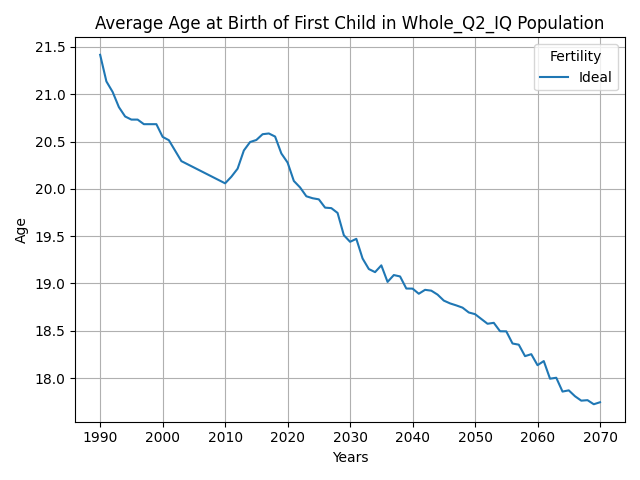 Average Age at Birth of First Child in Whole_Q2_IQ Population
Fertility
Ideal
21.5
21.0
20.5
20.0
19.5
19.0
18.5
18.0
Age
1990 2000 2010 2020 2030 2040 2050 2060 2070
Years